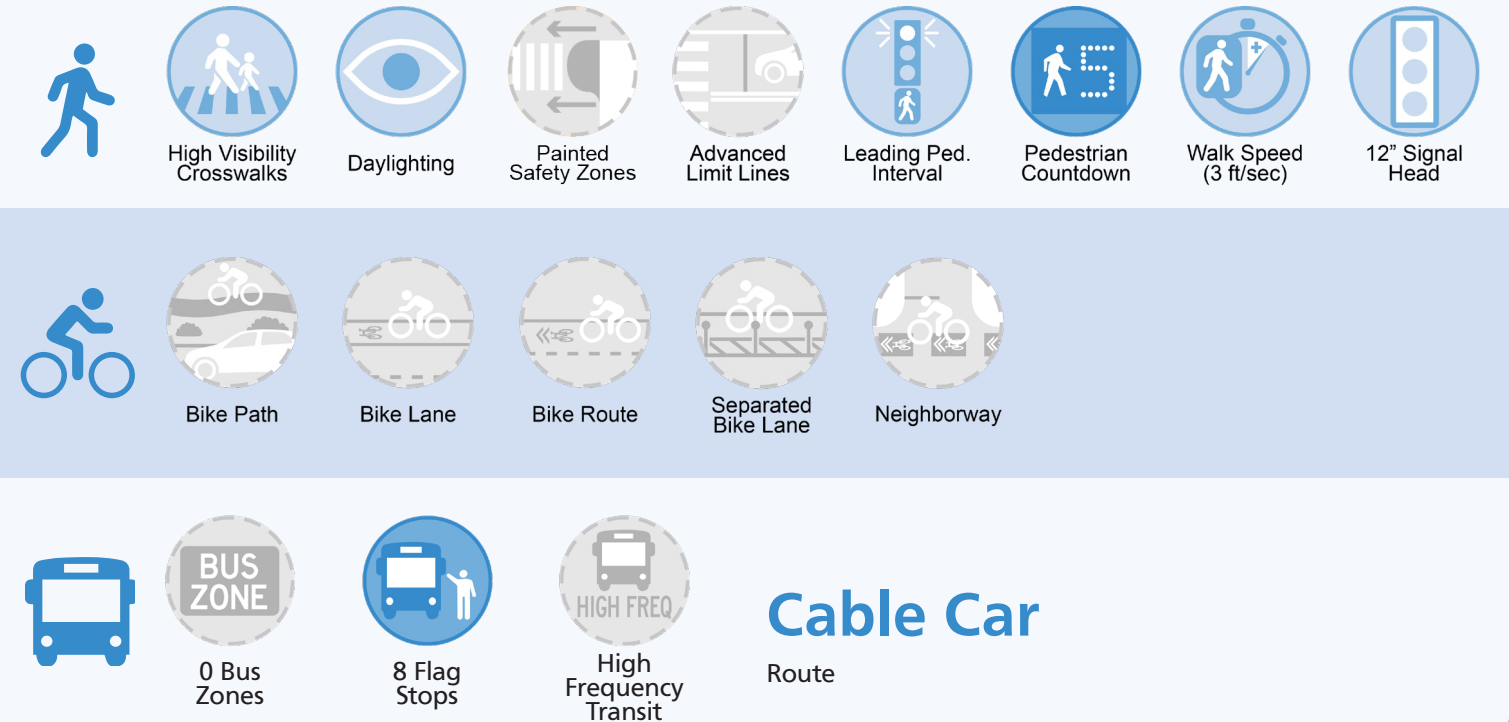 High Visibility
Crosswalks
Daylighting
Painted
Safety Zones
Advanced
Limit Lines
Leading Ped.
Interval
5
Pedestrian
Countdown
Walk Speed
(3 ft/sec)
12” Signal
Head
Bike Path
Bike Lane
Bike Route
Separated
Bike Lane
Neighborway
BUS
ZONE
0 Bus
Zones
8 Flag
Stops
HIGH FREQ
High
Frequency
Transit
Cable Car
Route